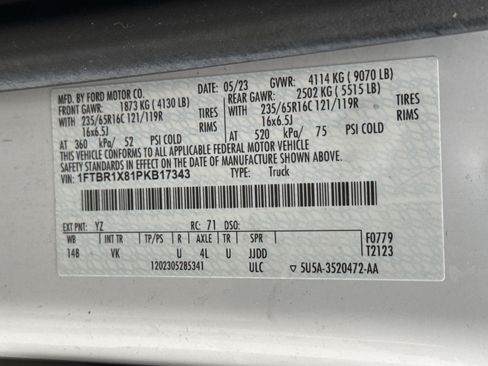 MFD. BY FORD MOTOR CO. DATE: 05/23 GVWR: 4114 KG ( 9070 LB)
FRONT GAWR: 1873 KG ( 4130 LB) REAR GAWR: 2502 KG ( 5515 LB)
WITH TIRES WITH TIRES
235/65R16C 121/119R RIMS 235/65R16C 121/119R RIMS
16x6.5J 16x6.5J
AT 360 kPa/ 52 PSI COLD AT 520 kPa/ 75 PSI COLD
THIS VEHICLE CONFORMS TO ALL APPLICABLE FEDERAL MOTOR VEHICLE
SAFETY STANDARDS IN EFFECT ON THE DATE OF MANUFACTURE SHOWN ABOVE.
VIN: 1FTBR1X81PKB17343 TYPE: Truck
EXT PNT: YZ RC: 71 DSO:
WB INT TR TP/PS R AXLE TR SPR F0779
148 VK U 4L U JJDD T2123
1202305285341 ULC ▽ 5U5A-3520472-AA